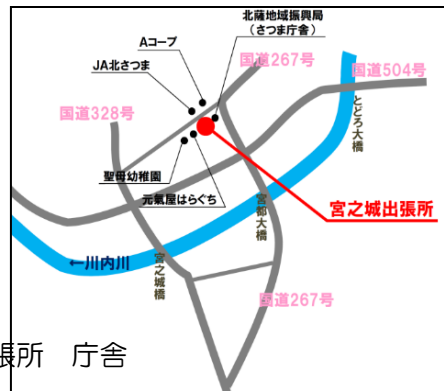 北薩地域振興局
（さつま庁舎）
Aコープ
JA北さつま
国道267号
国道504号
国道328号
とどろ大橋
聖母幼稚園
元氣屋はらぐち
宮之城出張所
宮都大橋
←川内川
宮之城橋
国道267号
張所　庁舎